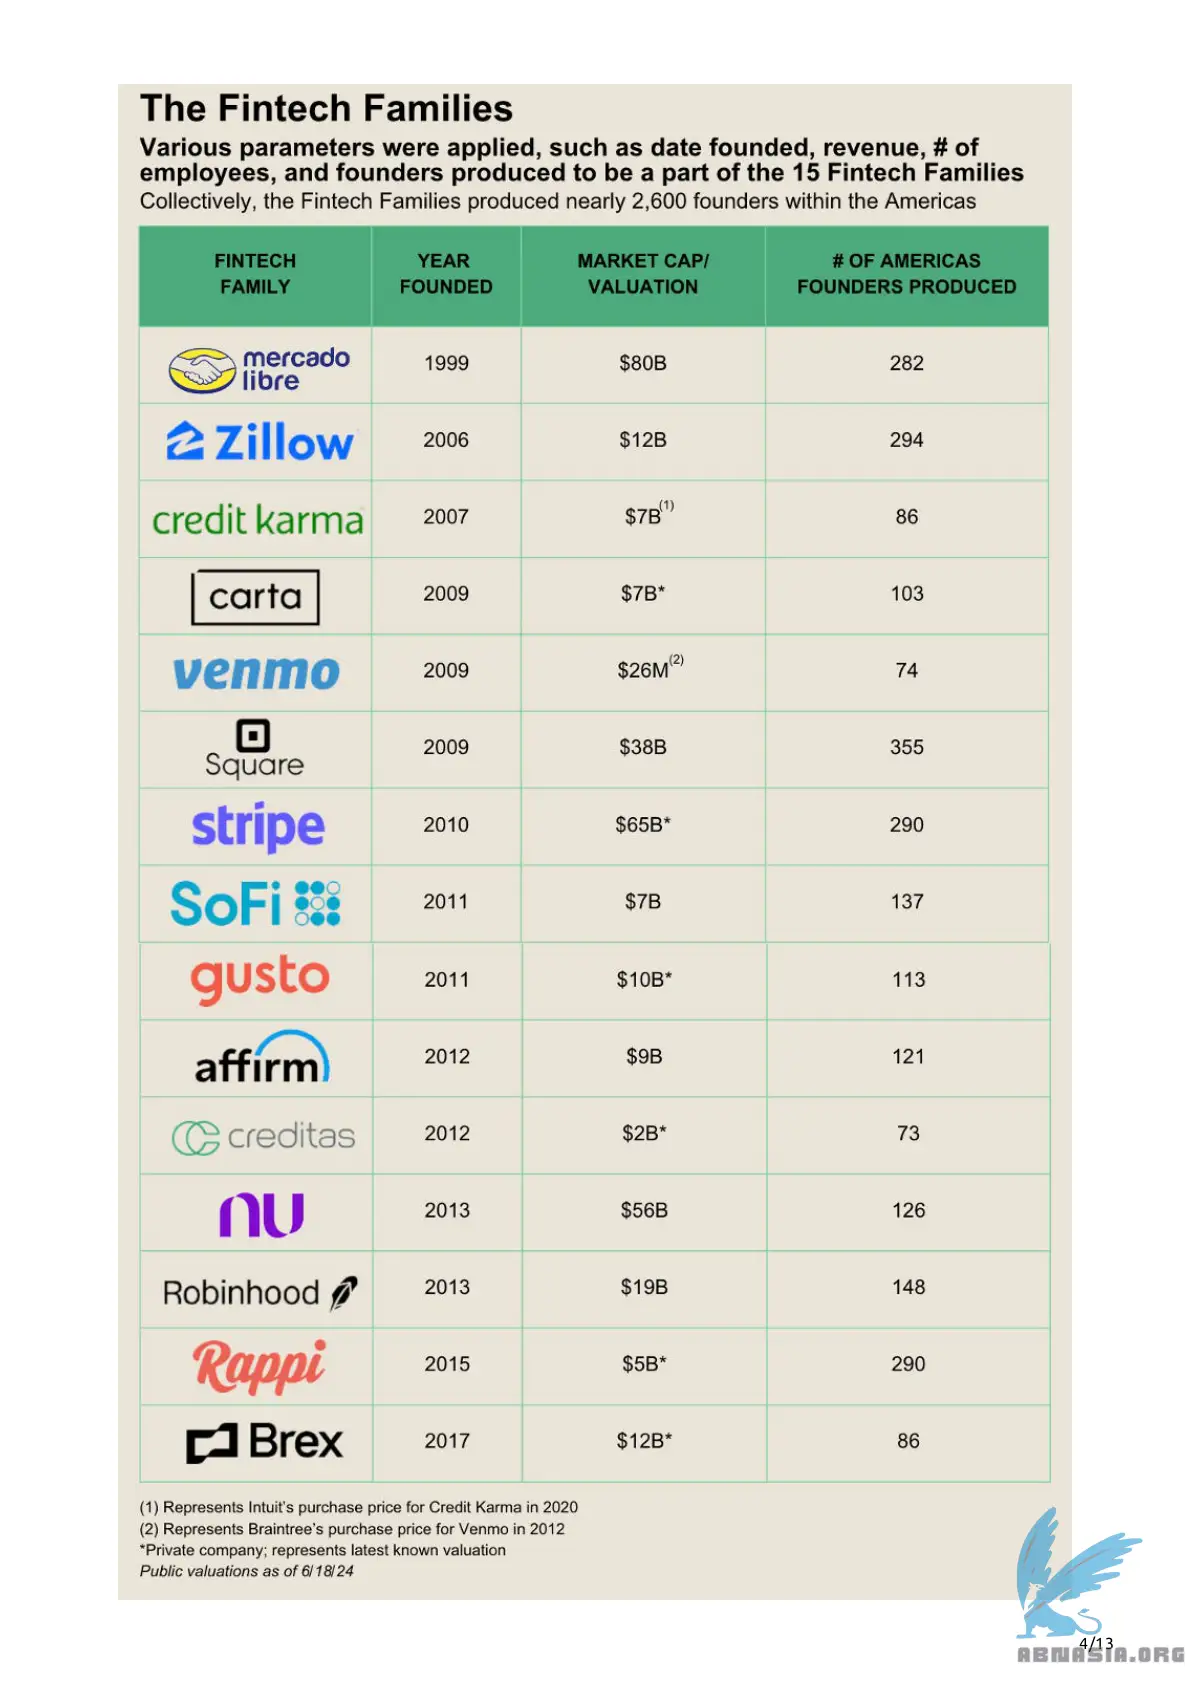 The Fintech Families
Various parameters were applied, such as date founded, revenue, # of
employees, and founders produced to be a part of the 15 Fintech Families
Collectively, the Fintech Families produced nearly 2,600 founders within the Americas
FINTECH FAMILY YEAR FOUNDED MARKET CAP/ VALUATION # OF AMERICAS FOUNDERS PRODUCED
mercado libre 1999 $80B 282
Zillow 2006 $12B 294
credit karma 2007 $7B(1) 86
carta 2009 $7B* 103
venmo 2009 $26M(2) 74
Square 2009 $38B 355
stripe 2010 $65B* 290
SoFi 2011 $7B 137
gusto 2011 $10B* 113
affirm 2012 $9B 121
creditas 2012 $2B* 73
nu 2013 $56B 126
Robinhood 2013 $19B 148
Rappi 2015 $5B* 290
Brex 2017 $12B* 86
(1) Represents Intuit's purchase price for Credit Karma in 2020
(2) Represents Braintree's purchase price for Venmo in 2012
*Private company; represents latest known valuation
Public valuations as of 6/18/24
4/13
ABNASIA.ORG